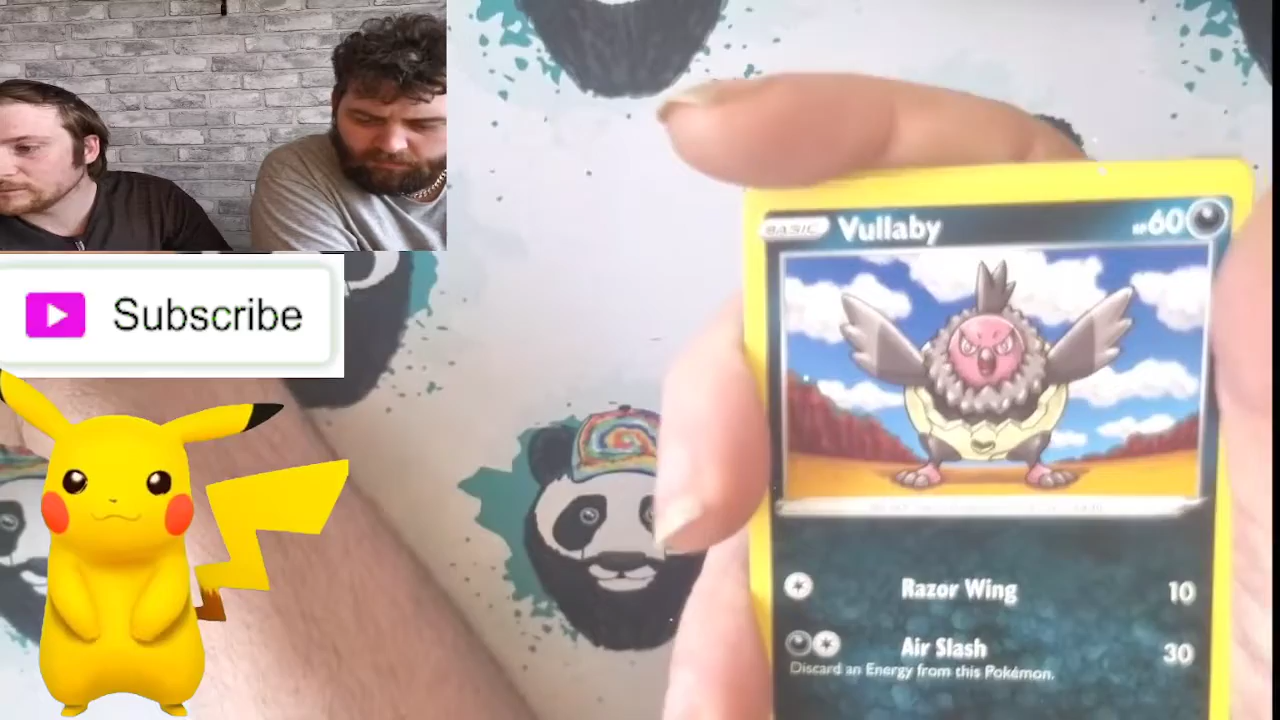 Subscribe
BASIC Vullaby HP60
Razor Wing 10
Air Slash 30
Discard an Energy from this Pokémon.